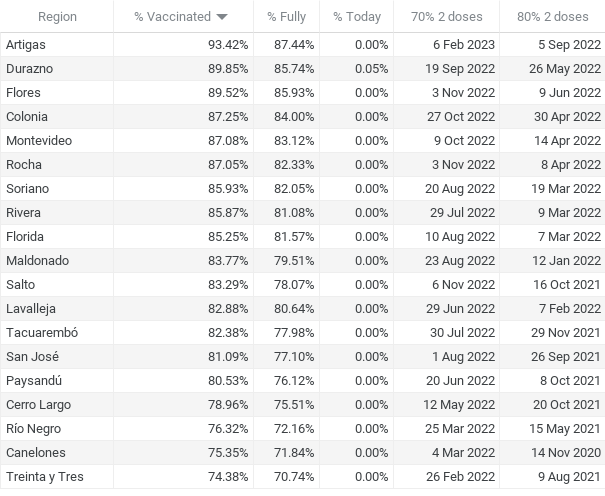 Region % Vaccinated % Fully % Today 70% 2 doses 80% 2 doses
Artigas 93.42% 87.44% 0.00% 6 Feb 2023 5 Sep 2022
Durazno 89.85% 85.74% 0.05% 19 Sep 2022 26 May 2022
Flores 89.52% 85.93% 0.00% 3 Nov 2022 9 Jun 2022
Colonia 87.25% 84.00% 0.00% 27 Oct 2022 30 Apr 2022
Montevideo 87.08% 83.12% 0.00% 9 Oct 2022 14 Apr 2022
Rocha 87.05% 82.33% 0.00% 3 Nov 2022 8 Apr 2022
Soriano 85.93% 82.05% 0.00% 20 Aug 2022 19 Mar 2022
Rivera 85.87% 81.08% 0.00% 29 Jul 2022 9 Mar 2022
Florida 85.25% 81.57% 0.00% 10 Aug 2022 7 Mar 2022
Maldonado 83.77% 79.51% 0.00% 23 Aug 2022 12 Jan 2022
Salto 83.29% 78.07% 0.00% 6 Nov 2022 16 Oct 2021
Lavalleja 82.88% 80.64% 0.00% 29 Jun 2022 7 Feb 2022
Tacuarembó 82.38% 77.98% 0.00% 30 Jul 2022 29 Nov 2021
San José 81.09% 77.10% 0.00% 1 Aug 2022 26 Sep 2021
Paysandú 80.53% 76.12% 0.00% 20 Jun 2022 8 Oct 2021
Cerro Largo 78.96% 75.51% 0.00% 12 May 2022 20 Oct 2021
Río Negro 76.32% 72.16% 0.00% 25 Mar 2022 15 May 2021
Canelones 75.35% 71.84% 0.00% 4 Mar 2022 14 Nov 2020
Treinta y Tres 74.38% 70.74% 0.00% 26 Feb 2022 9 Aug 2021